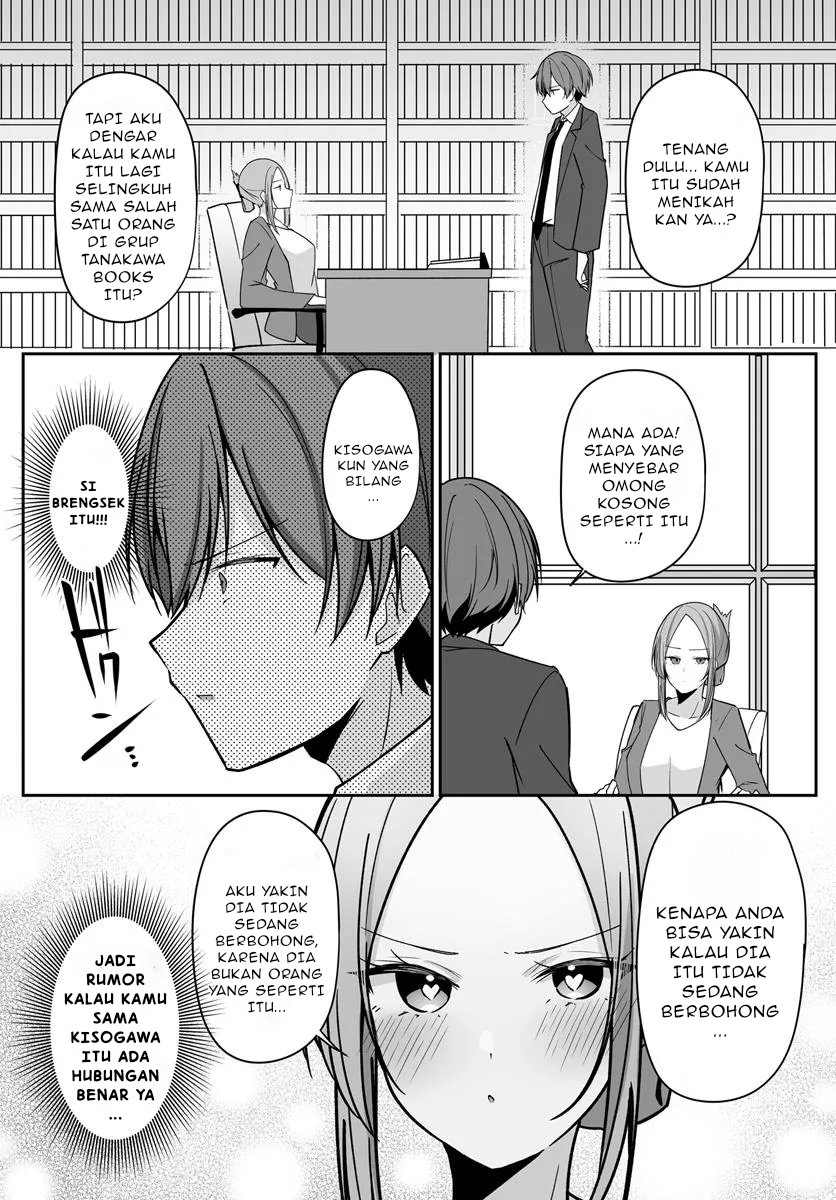 TENANG
DULU... KAMU
ITU SUDAH
MENIKAH
KAN YA...?
TAPI AKU
DENGAR
KALAU KAMU
ITU LAGI
SELINGKUH
SAMA SALAH
SATU ORANG
DI GRUP
TANAKAWA
BOOKS
ITU?
MANA ADA!
SIAPA YANG
MENYEBAR
OMONG
KOSONG
SEPERTI ITU
...!
KISOGAWA
KUN YANG
BILANG
...
SI
BRENGSEK
ITU!!!
KENAPA ANDA
BISA YAKIN
KALAU DIA
ITU TIDAK
SEDANG
BERBOHONG
...
AKU YAKIN
DIA TIDAK
SEDANG
BERBOHONG,
KARENA DIA
BUKAN ORANG
YANG SEPERTI
ITU...
JADI
RUMOR
KALAU KAMU
SAMA
KISOGAWA
ITU ADA
HUBUNGAN
BENAR YA
...